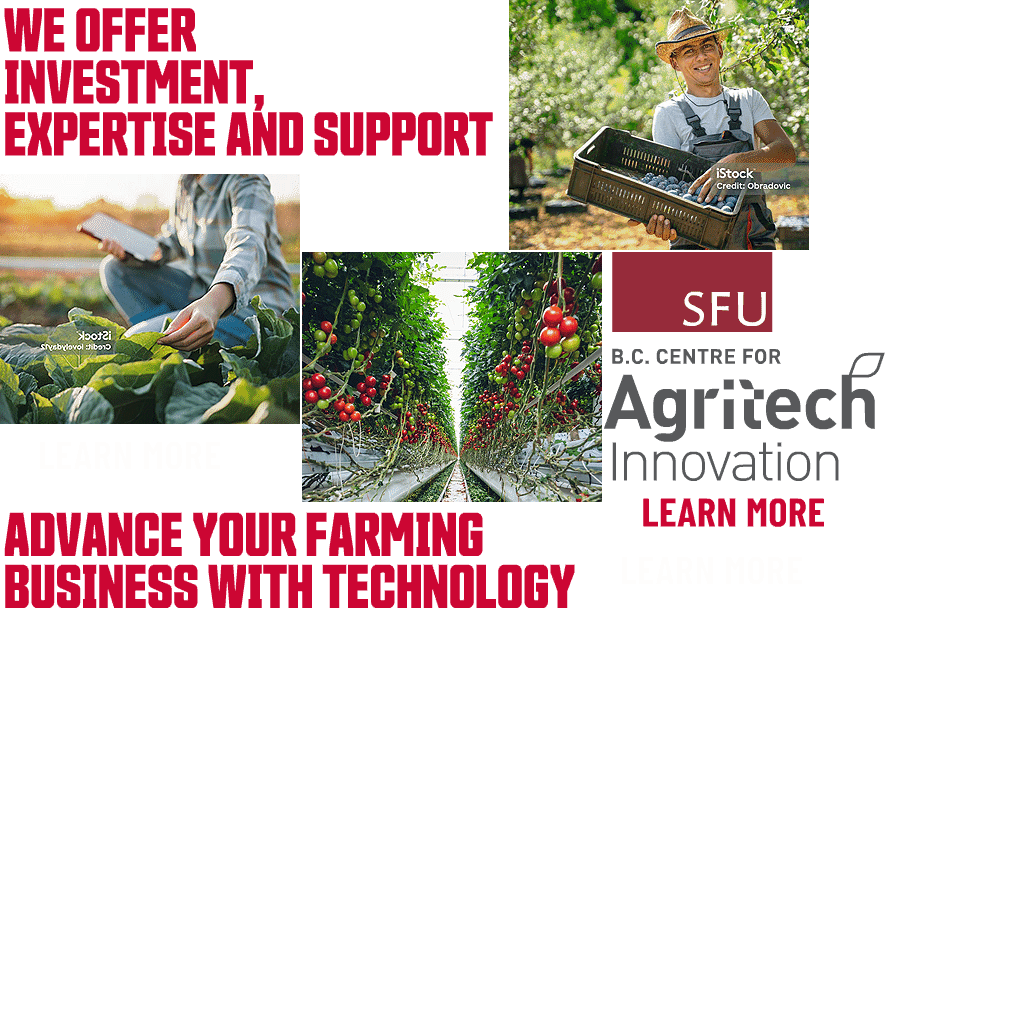 WE OFFER
INVESTMENT,
EXPERTISE AND SUPPORT
iStock
Credit: Obradovic
iStock
Credit: lovelyday12
SFU
B.C. CENTRE FOR
Agritech
Innovation
LEARN MORE
LEARN MORE
LEARN MORE
ADVANCE YOUR FARMING
BUSINESS WITH TECHNOLOGY